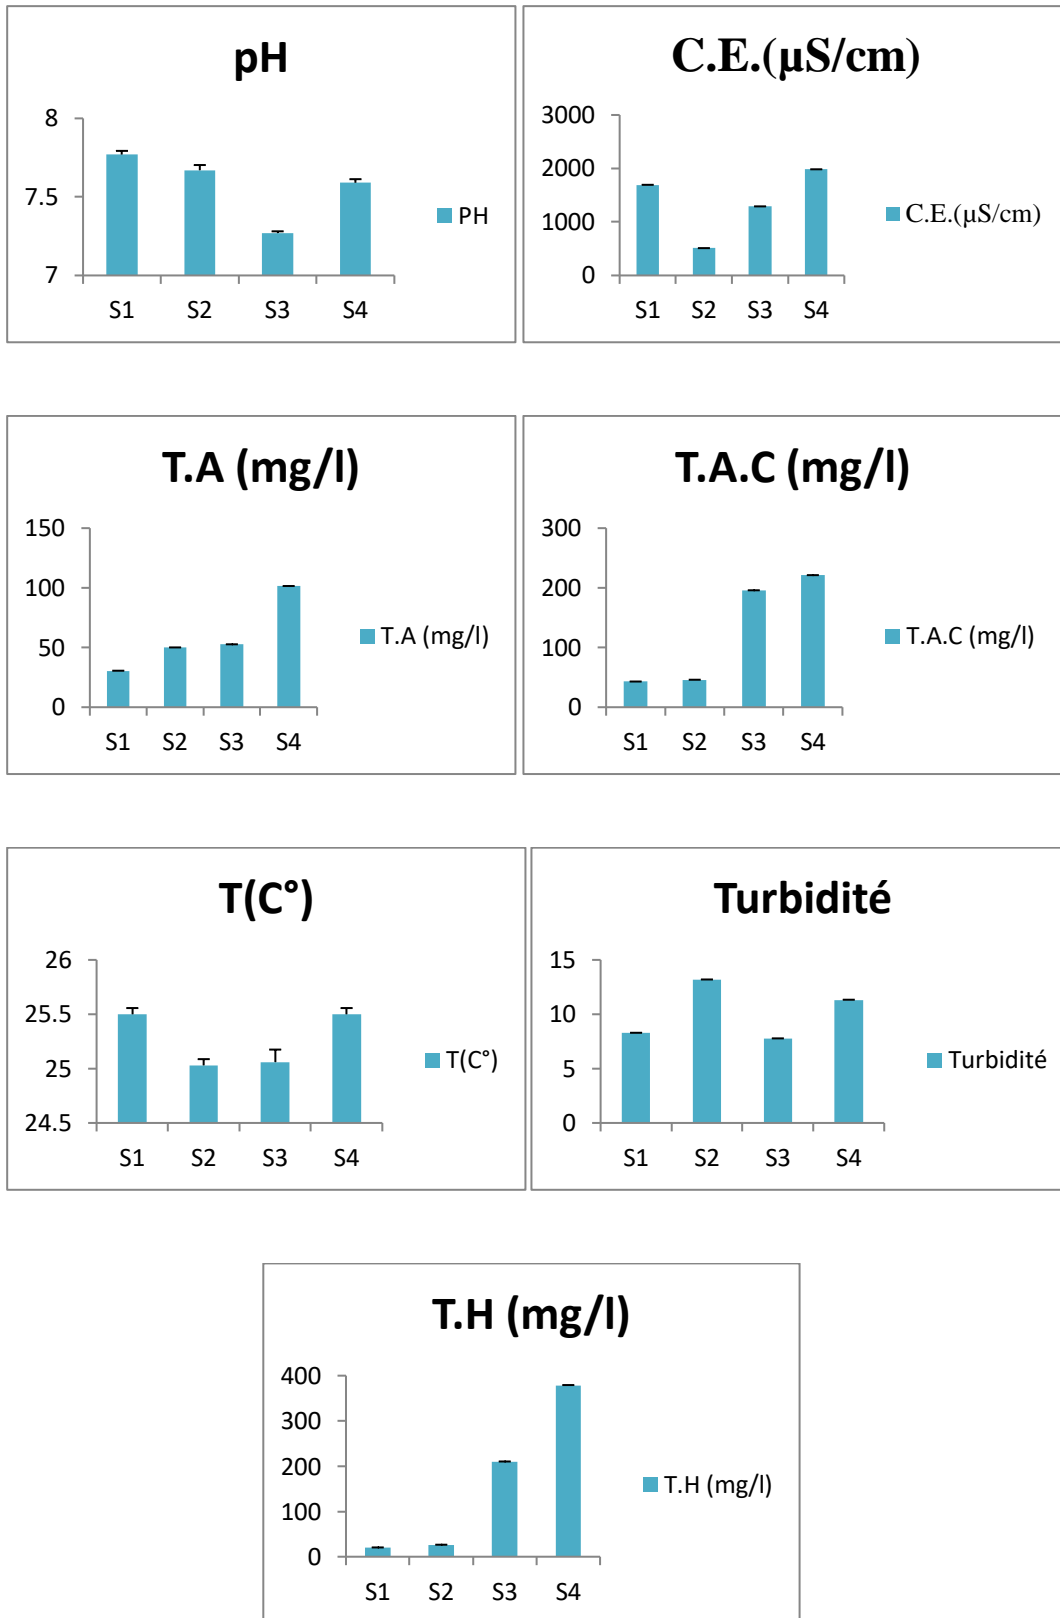 pH
8
7.5
7
S1 S2 S3 S4
PH
C.E.(µS/cm)
3000
2000
1000
0
S1 S2 S3 S4
C.E.(µS/cm)
T.A (mg/l)
150
100
50
0
S1 S2 S3 S4
T.A (mg/l)
T.A.C (mg/l)
300
200
100
0
S1 S2 S3 S4
T.A.C (mg/l)
T(C°)
26
25.5
25
24.5
S1 S2 S3 S4
T(C°)
Turbidité
15
10
5
0
S1 S2 S3 S4
Turbidité
T.H (mg/l)
400
300
200
100
0
S1 S2 S3 S4
T.H (mg/l)